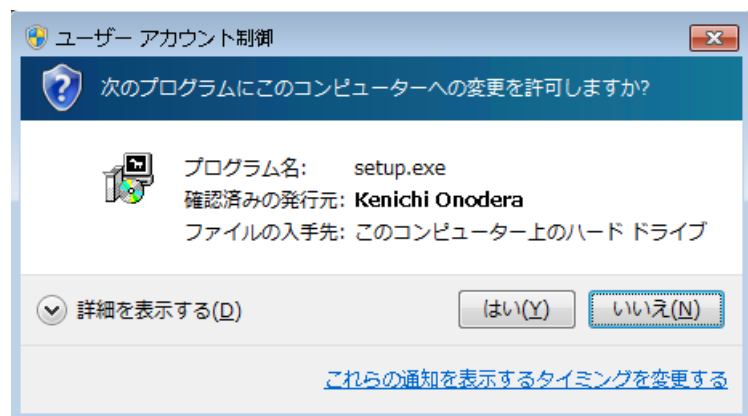 ユーザー アカウント制御
次のプログラムにこのコンピューターへの変更を許可しますか?
プログラム名: setup.exe
確認済みの発行元: Kenichi Onodera
ファイルの入手先: このコンピューター上のハード ドライブ
詳細を表示する(D) はい(Y) いいえ(N)
これらの通知を表示するタイミングを変更する